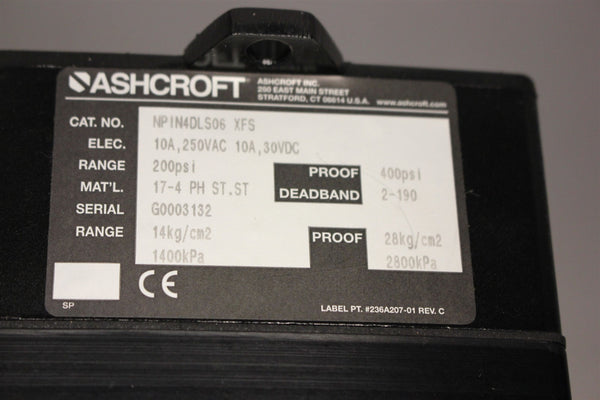 ASHCROFT
ASHCROFT INC.
250 EAST MAIN STREET
STRATFORD, CT 06614 U.S.A. www.ashcroft.com
CAT. NO. NPIN4DLS06 XFS
ELEC. 10A,250VAC 10A,30VDC
RANGE 200psi PROOF 400psi
MAT'L. 17-4 PH ST.ST DEADBAND 2-190
SERIAL G0003132
RANGE 14kg/cm2 PROOF 28kg/cm2
1400kPa 2800kPa
CE
SP
LABEL PT. #236A207-01 REV. C